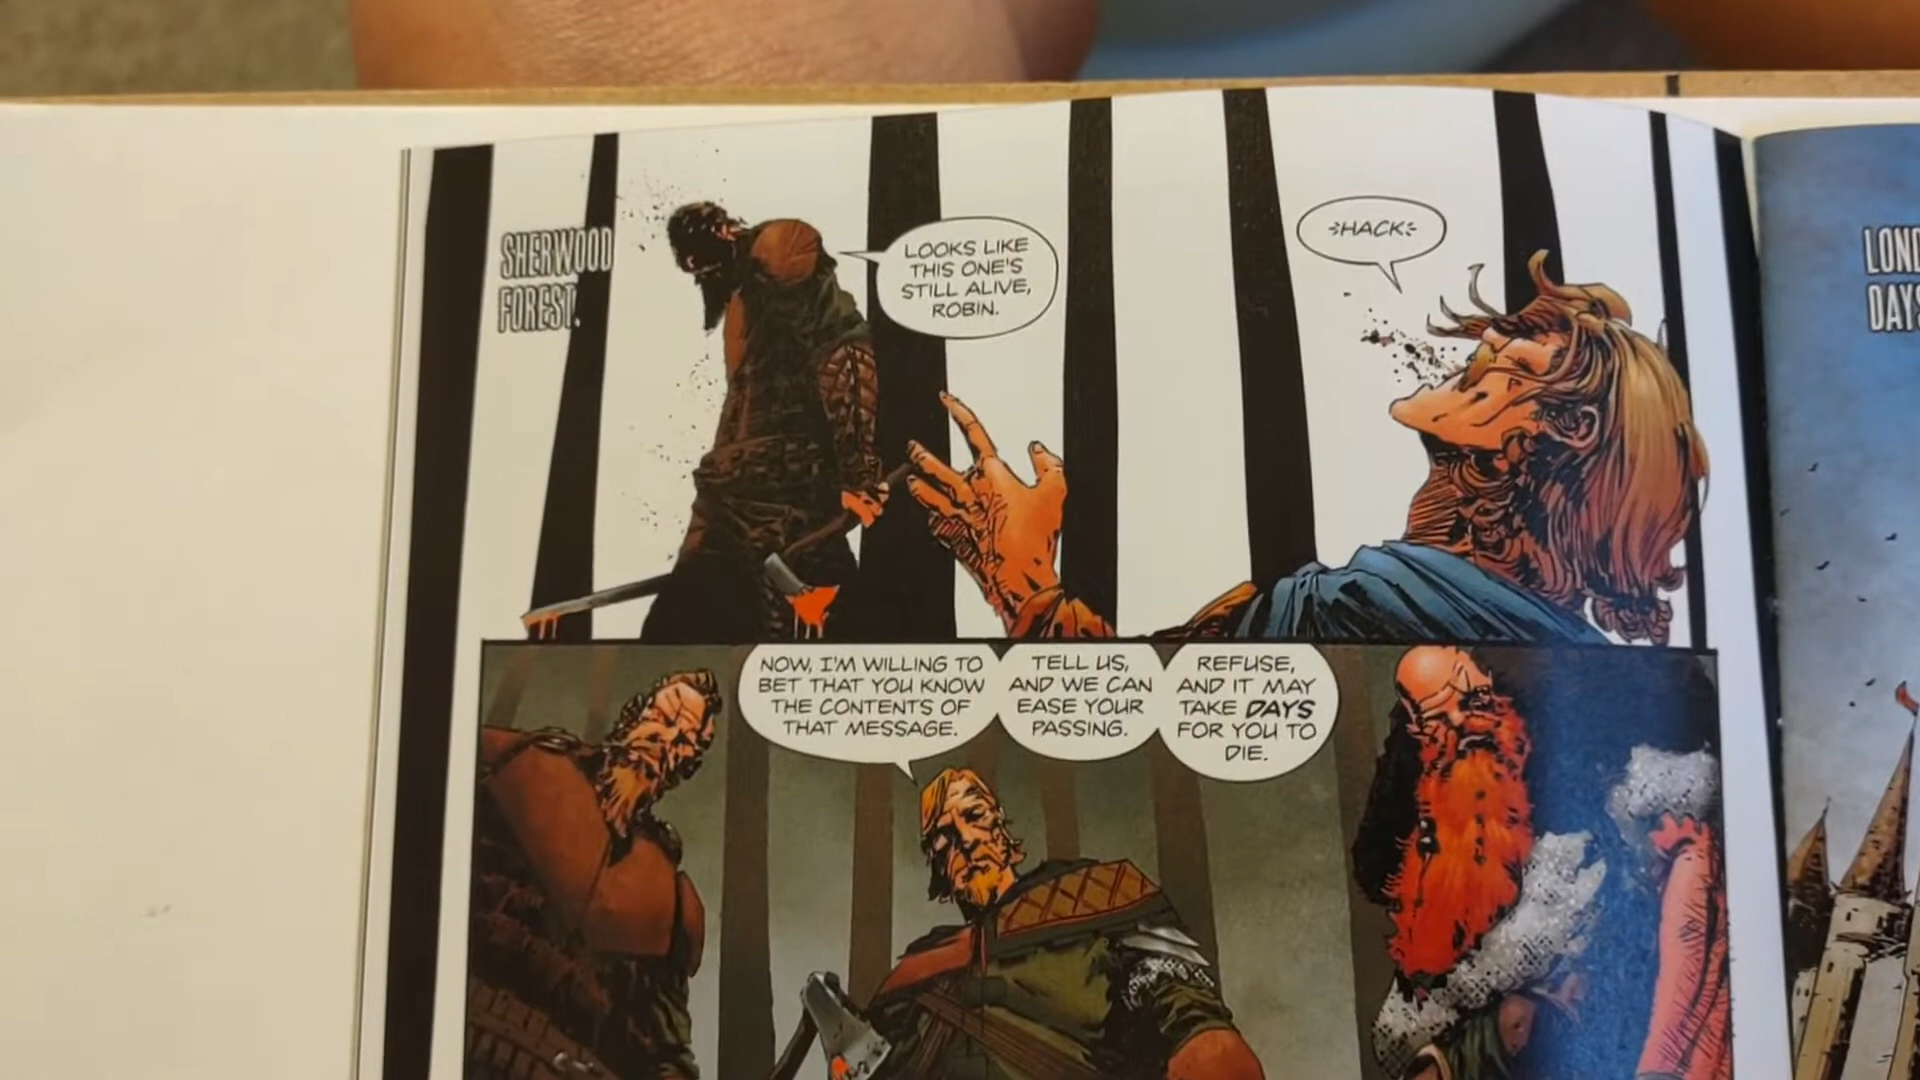 SHERWOOD
FOREST.
LOOKS LIKE
THIS ONE'S
STILL ALIVE,
ROBIN.
HACK
NOW, I'M WILLING TO
BET THAT YOU KNOW
THE CONTENTS OF
THAT MESSAGE.
TELL US,
AND WE CAN
EASE YOUR
PASSING.
REFUSE,
AND IT MAY
TAKE DAYS
FOR YOU TO
DIE.
LOND
DAYS